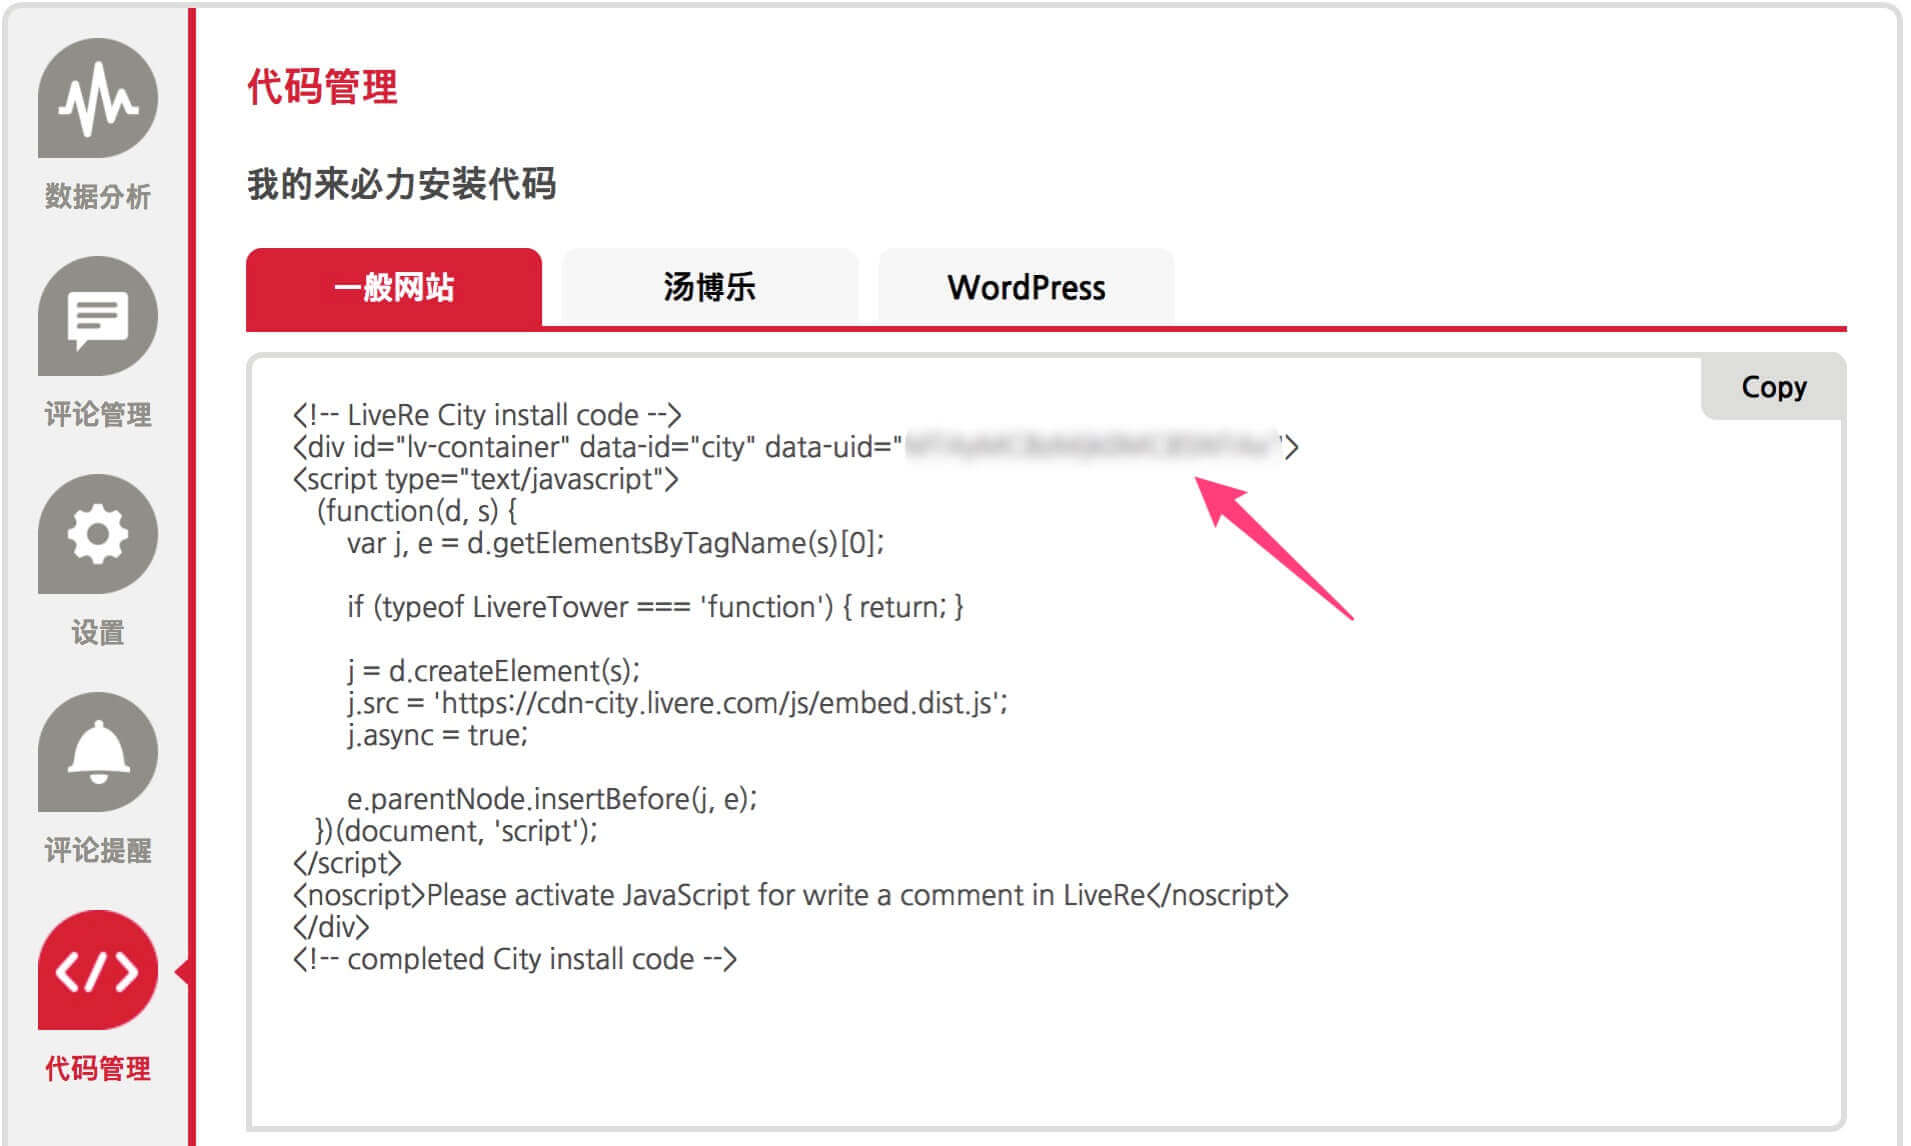 数据分析
评论管理
设置
评论提醒
代码管理
代码管理
我的来必力安装代码
一般网站
汤博乐
WordPress
Copy
<!-- LiveRe City install code -->
<div id="lv-container" data-id="city" data-uid=" >
<script type="text/javascript">
(function(d, s) {
var j, e = d.getElementsByTagName(s)[0];
if (typeof LivereTower === 'function') { return; }
j = d.createElement(s);
j.src = 'https://cdn-city.livere.com/js/embed.dist.js';
j.async = true;
e.parentNode.insertBefore(j, e);
})(document, 'script');
</script>
<noscript>Please activate JavaScript for write a comment in LiveRe</noscript>
</div>
<!-- completed City install code -->